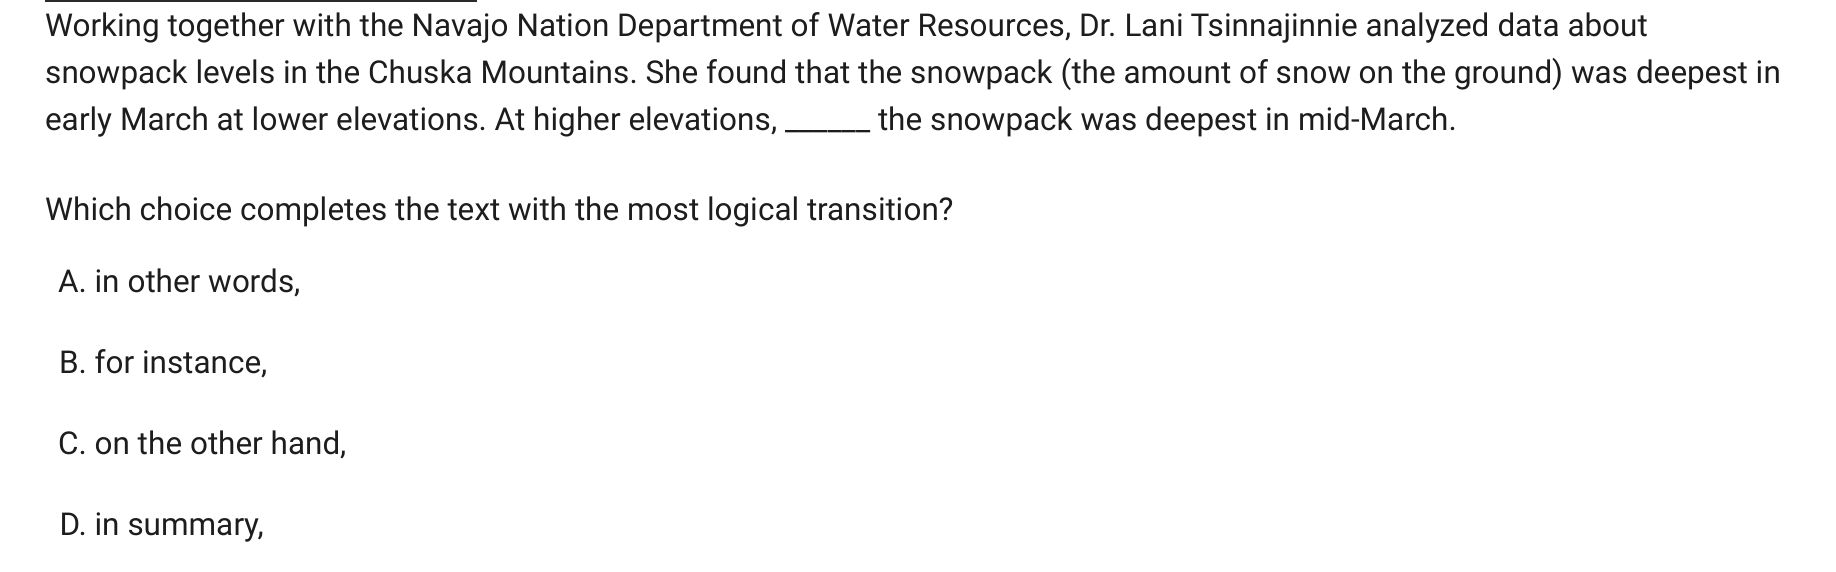 Working together with the Navajo Nation Department of Water Resources, Dr. Lani Tsinnajinnie analyzed data about
snowpack levels in the Chuska Mountains. She found that the snowpack (the amount of snow on the ground) was deepest in
early March at lower elevations. At higher elevations, ______ the snowpack was deepest in mid-March.
Which choice completes the text with the most logical transition?
A. in other words,
B. for instance,
C. on the other hand,
D. in summary,